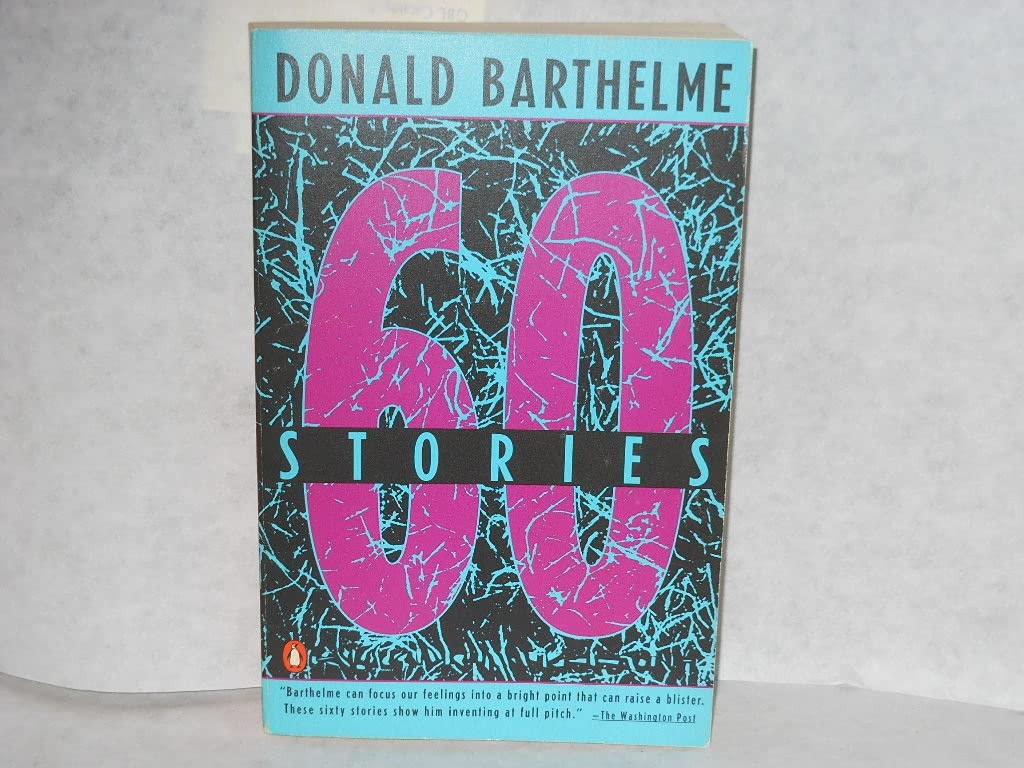 DONALD BARTHELME
60
STORIES
"Barthelme can focus our feelings into a bright point that can raise a blister.
These sixty stories show him inventing at full pitch." —The Washington Post